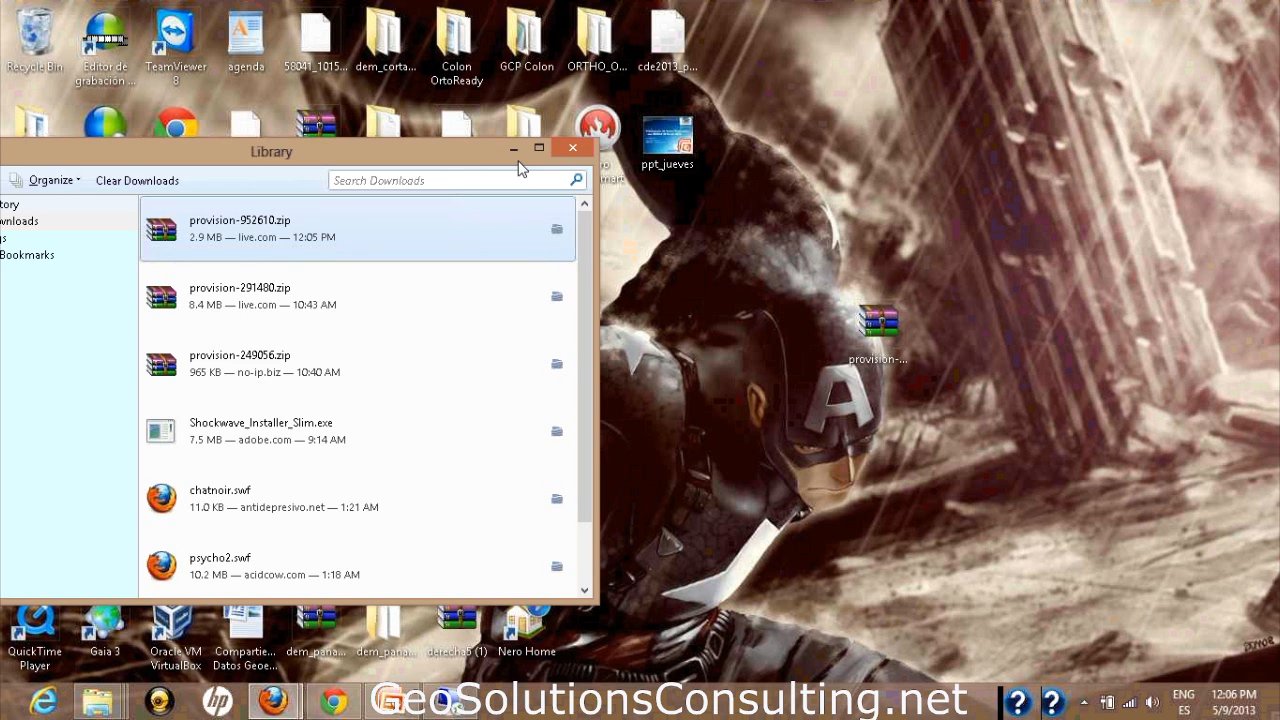 Recycle Bin
Editor de
grabación ...
TeamViewer
8
agenda
58041_1015...
dem_corta...
Colon
OrtoReady
GCP Colon
ORTHO_O...
cde2013_p...
ppt_jueves
Library
Organize
Clear Downloads
Search Downloads
tory
wnloads
gs
Bookmarks
provision-952610.zip
2.9 MB — live.com — 12:05 PM
provision-291480.zip
8.4 MB — live.com — 10:43 AM
provision-249056.zip
965 KB — no-ip.biz — 10:40 AM
Shockwave_Installer_Slim.exe
7.5 MB — adobe.com — 9:14 AM
chatnoir.swf
11.0 KB — antidepresivo.net — 1:21 AM
psycho2.swf
10.2 MB — acidcow.com — 1:18 AM
provision-...
A
QuickTime
Player
Gaia 3
Oracle VM
VirtualBox
Compartie...
Datos Geoe...
dem_pana...
dem_pana...
derecha5 (1)
Nero Home
GeoSolutionsConsulting.net
ENG
ES
12:06 PM
5/9/2013